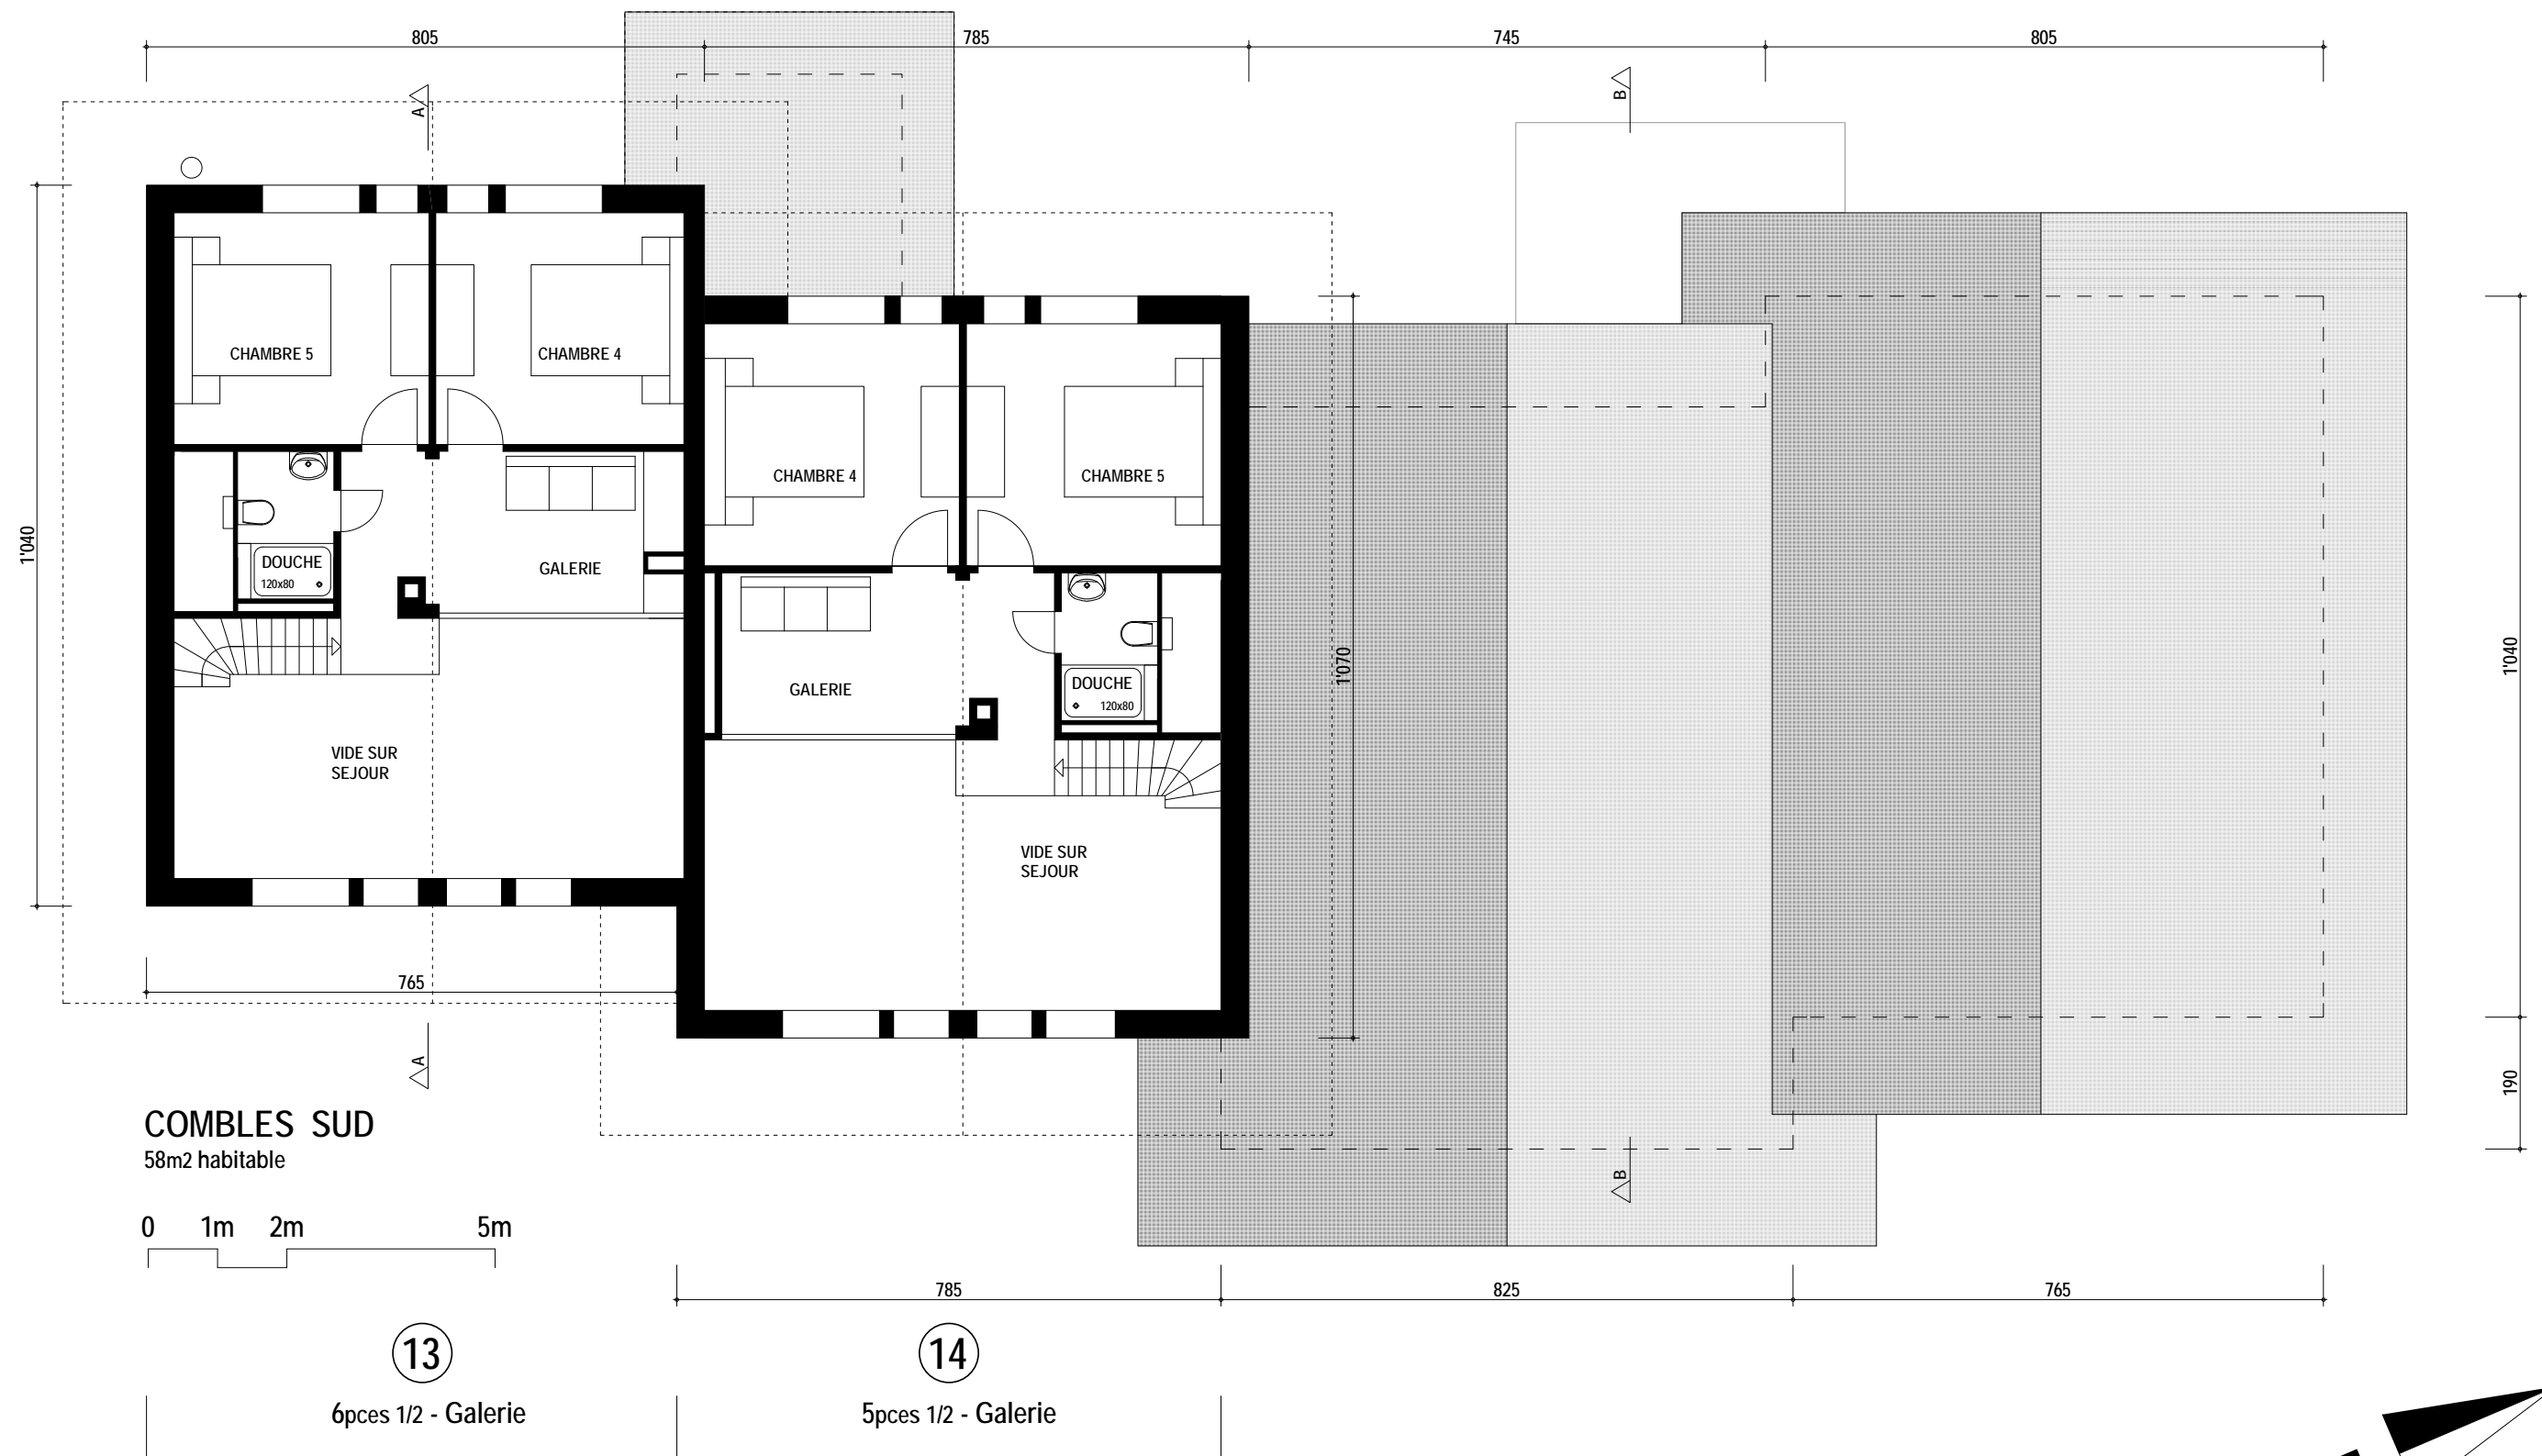 805
785
745
805
A
B
CHAMBRE 5
CHAMBRE 4
CHAMBRE 4
CHAMBRE 5
1'040
DOUCHE
120x80
GALERIE
GALERIE
DOUCHE
120x80
1'070
1'040
VIDE SUR
SEJOUR
VIDE SUR
SEJOUR
765
A
190
B
COMBLES SUD
58m2 habitable
0 1m 2m 5m
785
825
765
13
14
6pces 1/2 - Galerie
5pces 1/2 - Galerie